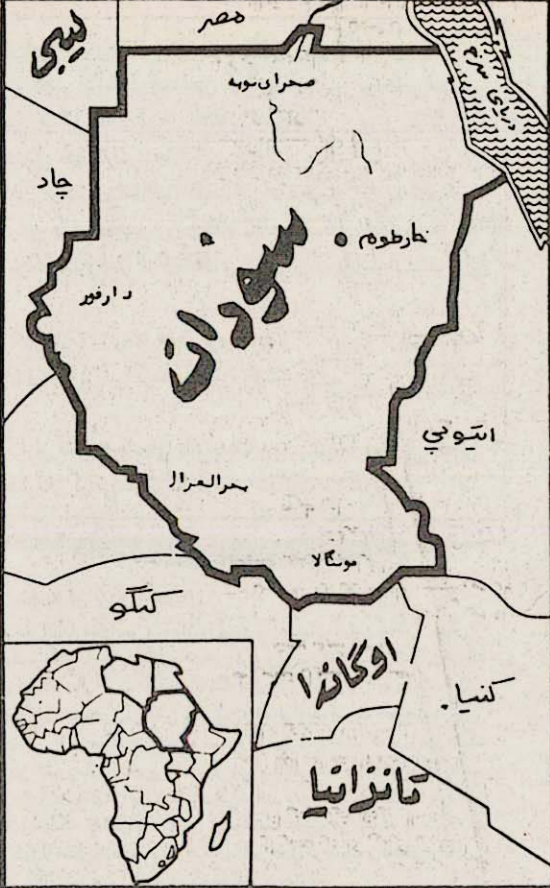 مصر
لیبی
صحرای نوبه
دریای سرخ
چاد
خارطوم
سودان
دارفور
اتیوپی
بحرالغزال
مونگالا
کنگو
اوگاندا
کنیا
تانزانیا